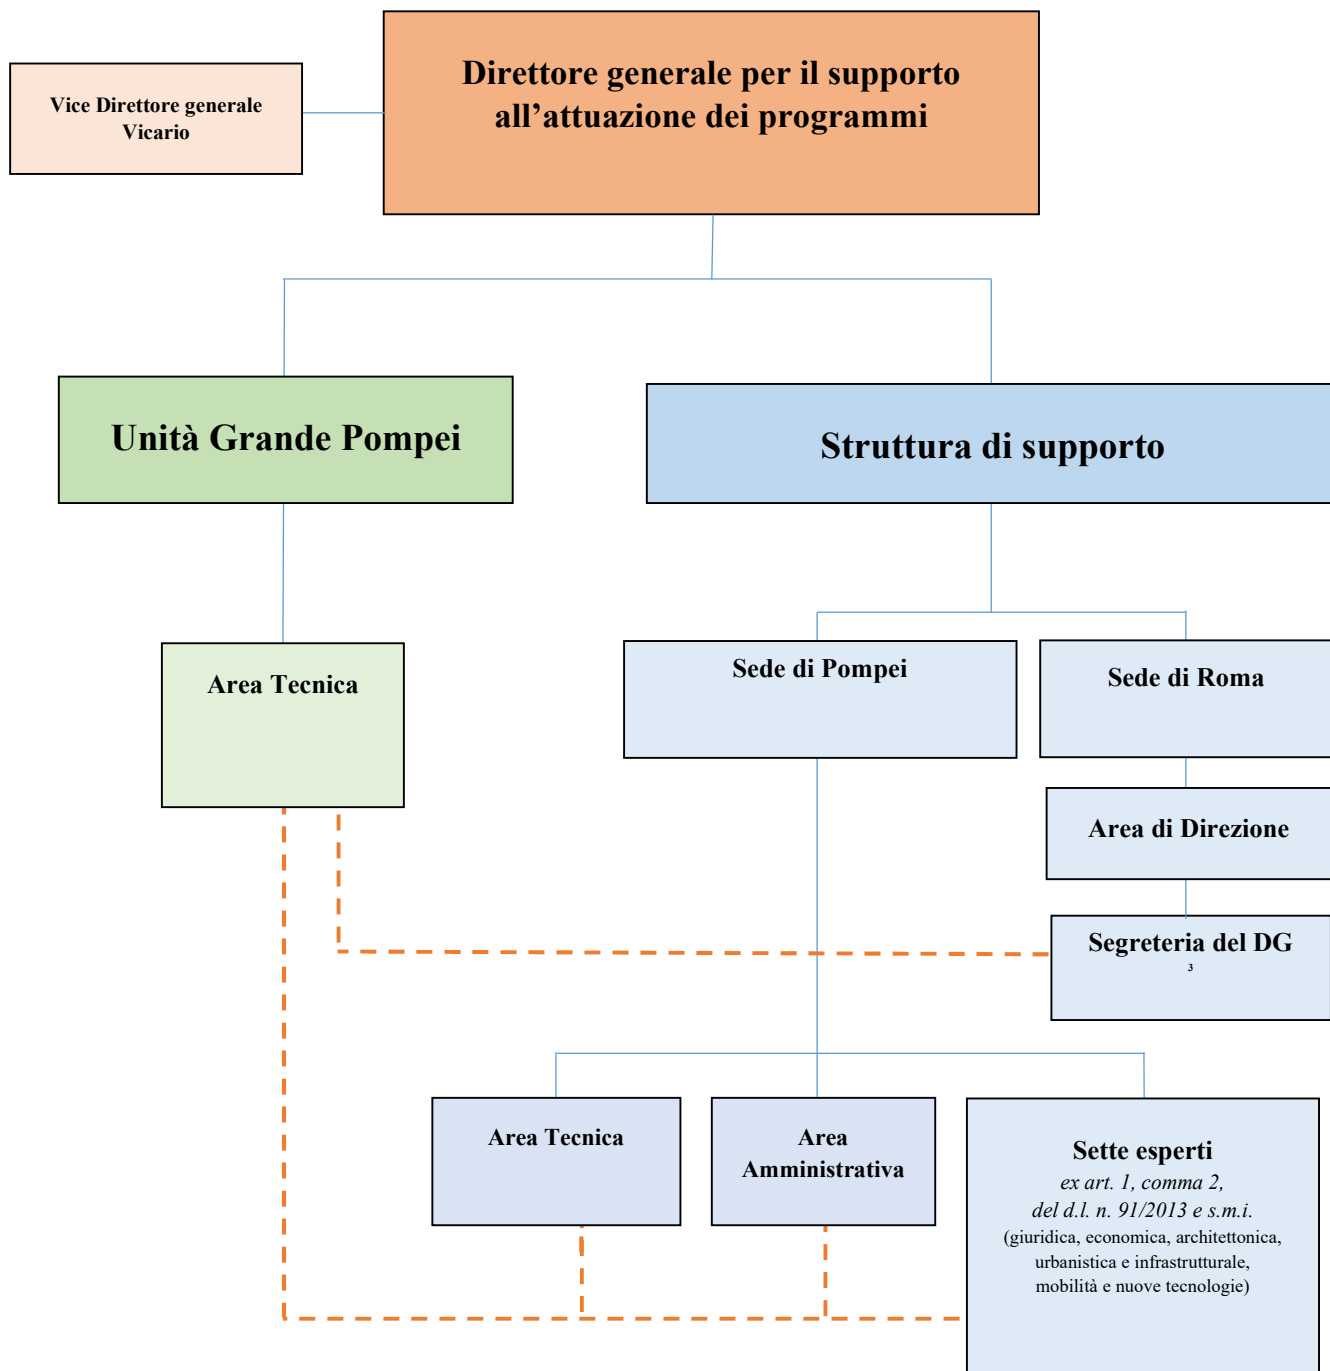 Direttore generale per il supporto
all’attuazione dei programmi
Vice Direttore generale
Vicario
Unità Grande Pompei
Struttura di supporto
Area Tecnica
Sede di Pompei
Sede di Roma
Area di Direzione
Segreteria del DG
3
Area Tecnica
Area
Amministrativa
Sette esperti
ex art. 1, comma 2,
del d.l. n. 91/2013 e s.m.i.
(giuridica, economica, architettonica,
urbanistica e infrastrutturale,
mobilità e nuove tecnologie)